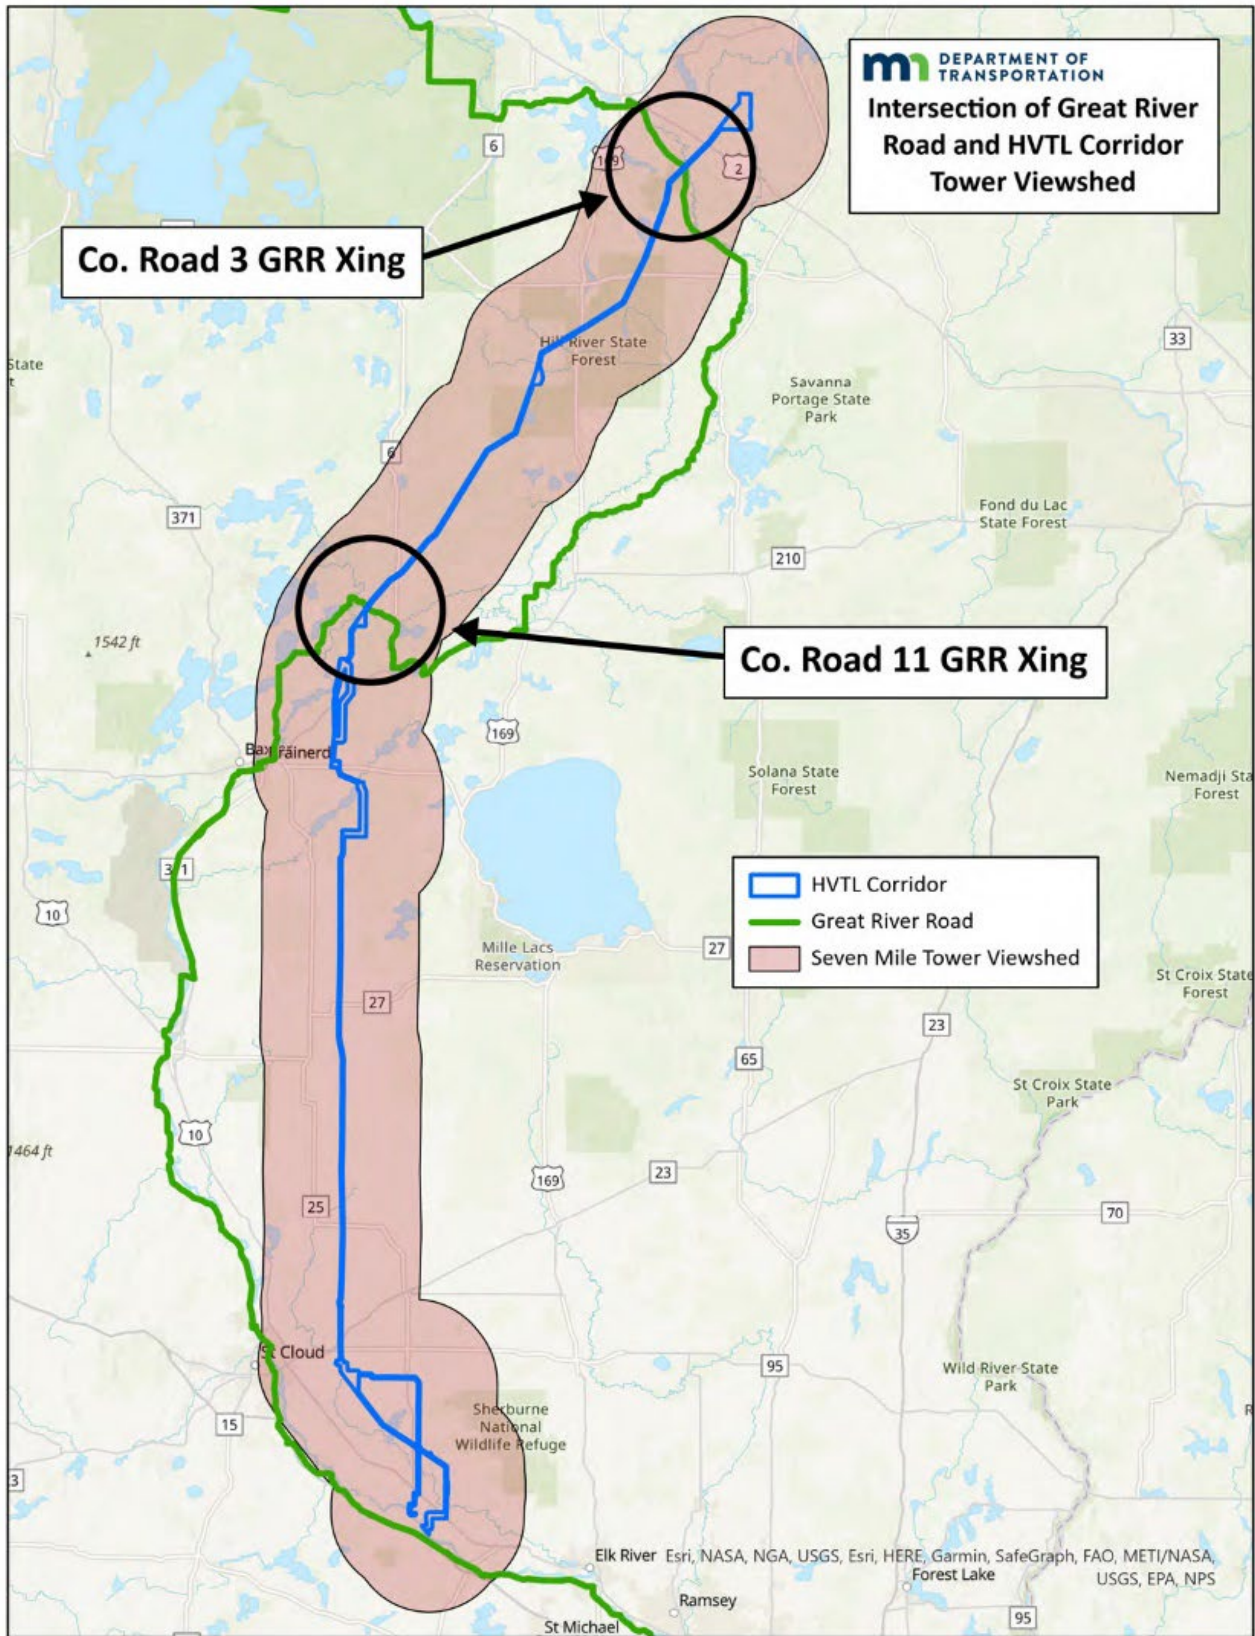 mn DEPARTMENT OF
TRANSPORTATION
Intersection of Great River
Road and HVTL Corridor
Tower Viewshed
6
169
2
Co. Road 3 GRR Xing
Hill River State
Forest
33
State
t
Savanna
Portage State
Park
6
371
Fond du Lac
State Forest
210
1542 ft
Co. Road 11 GRR Xing
169
Brainerd
Solana State
Forest
Nemadji Sta
Forest
HVTL Corridor
Great River Road
Seven Mile Tower Viewshed
10
Mille Lacs
Reservation
27
St Croix State
Forest
27
23
65
St Croix State
Park
10
1464 ft
23
169
25
70
35
St Cloud
95
Wild River State
Park
Sherburne
National
Wildlife Refuge
15
R
3
Elk River
Esri, NASA, NGA, USGS, Esri, HERE, Garmin, SafeGraph, FAO, METI/NASA,
USGS, EPA, NPS
Forest Lake
Ramsey
95
St Michael